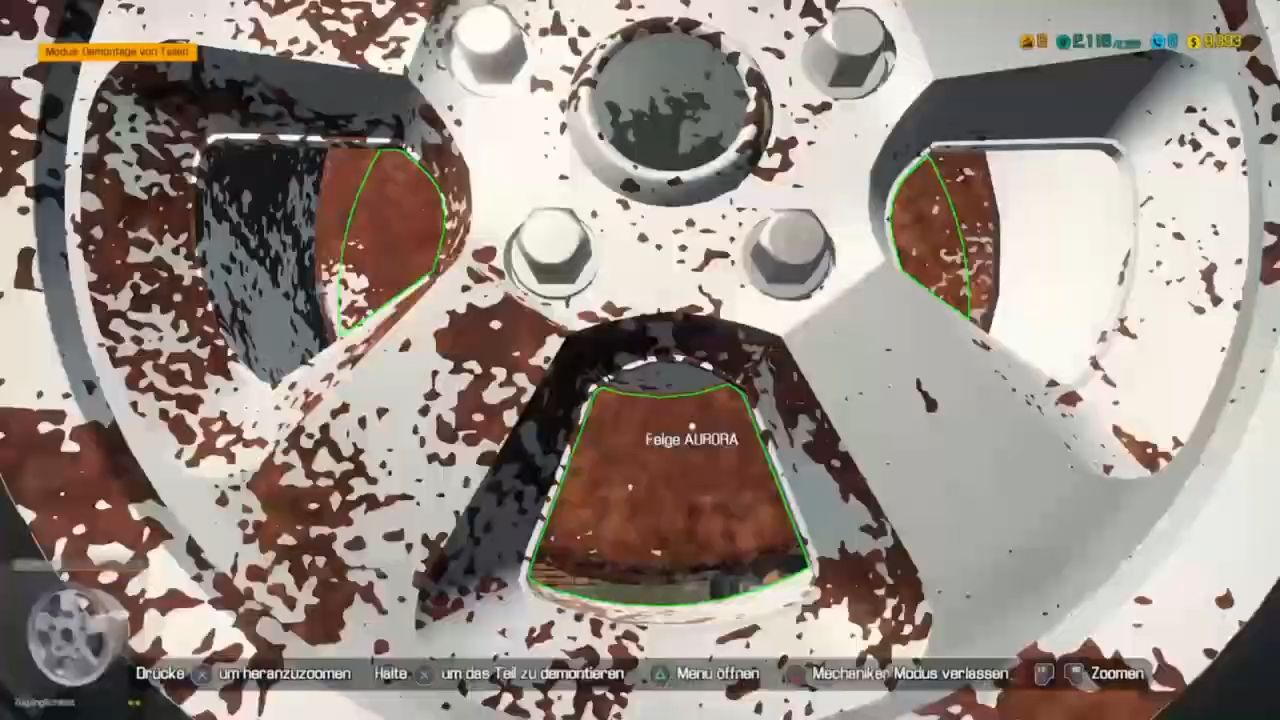 Modus: Demontage von Teilen
Felge AURORA
Drücke um heranzuzoomen Halte um das Teil zu demontieren Menü öffnen Mechaniker Modus verlassen Zoomen